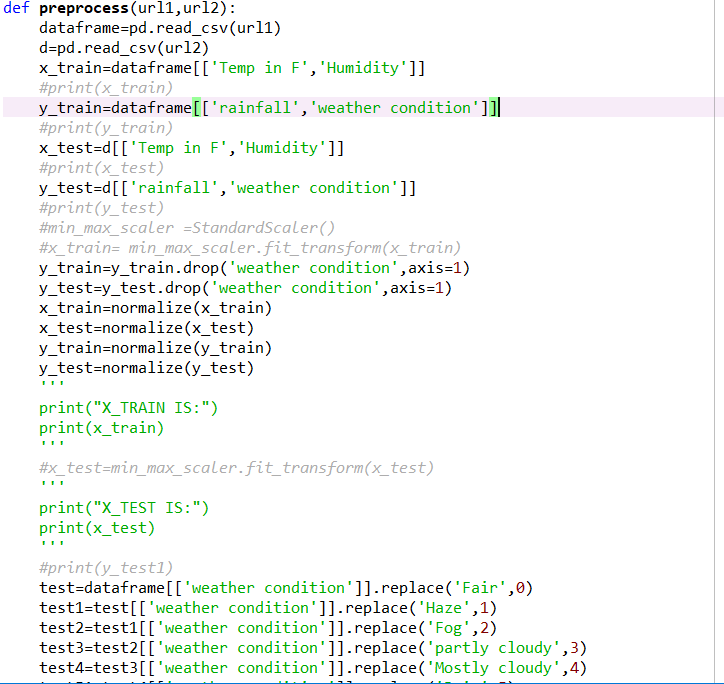 def preprocess(url1,url2):
    dataframe=pd.read_csv(url1)
    d=pd.read_csv(url2)
    x_train=dataframe[['Temp in F','Humidity']]
    #print(x_train)
    y_train=dataframe[['rainfall','weather condition']]
    #print(y_train)
    x_test=d[['Temp in F','Humidity']]
    #print(x_test)
    y_test=d[['rainfall','weather condition']]
    #print(y_test)
    #min_max_scaler =StandardScaler()
    #x_train= min_max_scaler.fit_transform(x_train)
    y_train=y_train.drop('weather condition',axis=1)
    y_test=y_test.drop('weather condition',axis=1)
    x_train=normalize(x_train)
    x_test=normalize(x_test)
    y_train=normalize(y_train)
    y_test=normalize(y_test)
    '''
    print("X_TRAIN IS:")
    print(x_train)
    '''
    #x_test=min_max_scaler.fit_transform(x_test)
    '''
    print("X_TEST IS:")
    print(x_test)
    '''
    #print(y_test1)
    test=dataframe[['weather condition']].replace('Fair',0)
    test1=test[['weather condition']].replace('Haze',1)
    test2=test1[['weather condition']].replace('Fog',2)
    test3=test2[['weather condition']].replace('partly cloudy',3)
    test4=test3[['weather condition']].replace('Mostly cloudy',4)